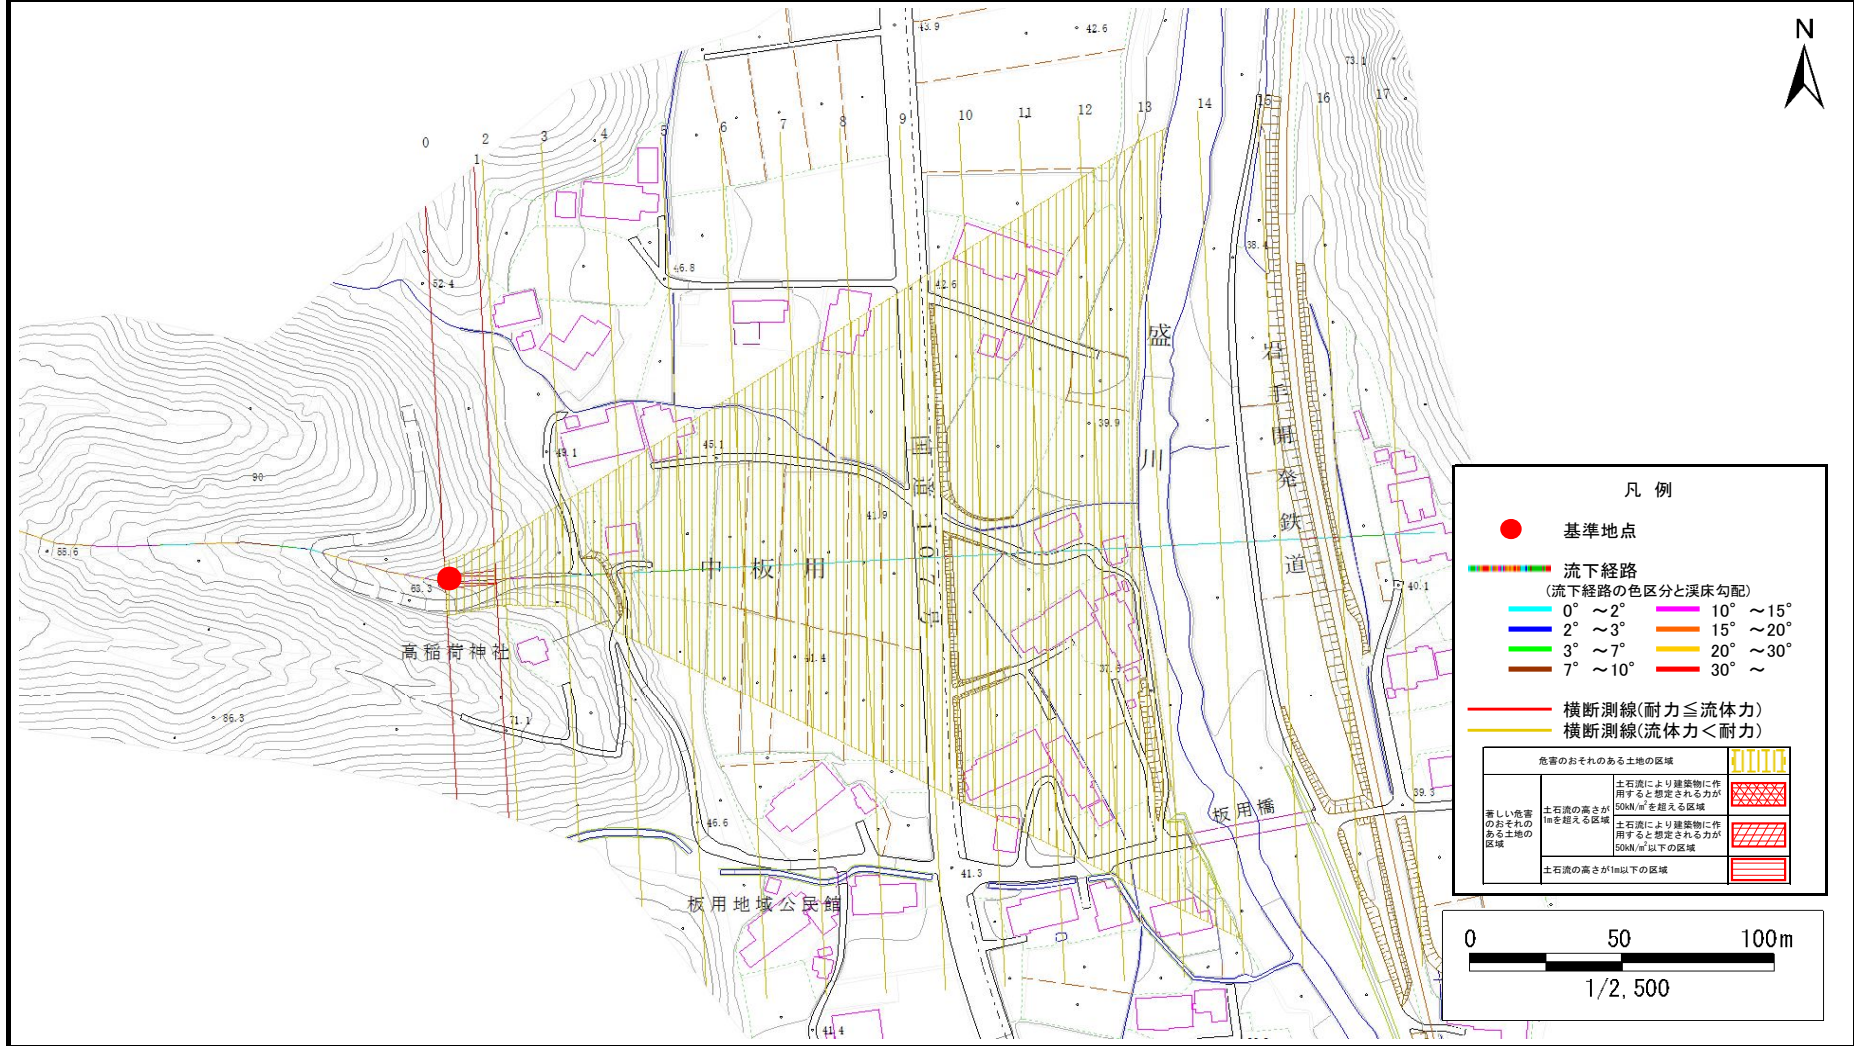 N
43.9
42.6
73.1
0
1
2
3
4
5
6
7
8
9
10
11
12
13
14
15
16
17
52.4
46.8
42.6
38.4
盛川
岩手開発鉄道
49.1
45.1
39.9
国道107号
90
41.9
中板用
63.3
40.1
高稲荷神社
41.4
86.3
71.1
39.3
板用橋
46.6
41.3
板用地域公民館
41.4
凡例
基準地点
流下経路
(流下経路の色区分と渓床勾配)
0° ～2°
10° ～15°
2° ～3°
15° ～20°
3° ～7°
20° ～30°
7° ～10°
30° ～
横断測線(耐力≦流体力)
横断測線(流体力＜耐力)
危害のおそれのある土地の区域
著しい危害
のおそれの
ある土地の
区域
土石流の高さが
1mを超える区域
土石流により建築物に作
用すると想定される力が
50kN/㎡を超える区域
土石流により建築物に作
用すると想定される力が
50kN/㎡以下の区域
土石流の高さが1m以下の区域
0 50 100m
1/2,500